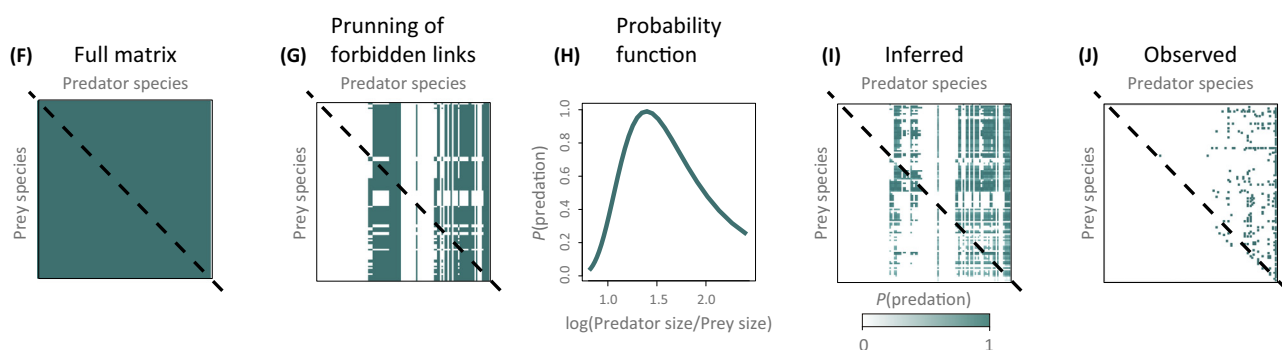 (F) Full matrix
Predator species
Prey species
(G) Prunning of
forbidden links
Predator species
Prey species
(H) Probability
function
P(predation)
1.0
0.8
0.6
0.4
0.2
0.0
1.0 1.5 2.0
log(Predator size/Prey size)
(I) Inferred
Predator species
Prey species
P(predation)
0 1
(J) Observed
Predator species
Prey species